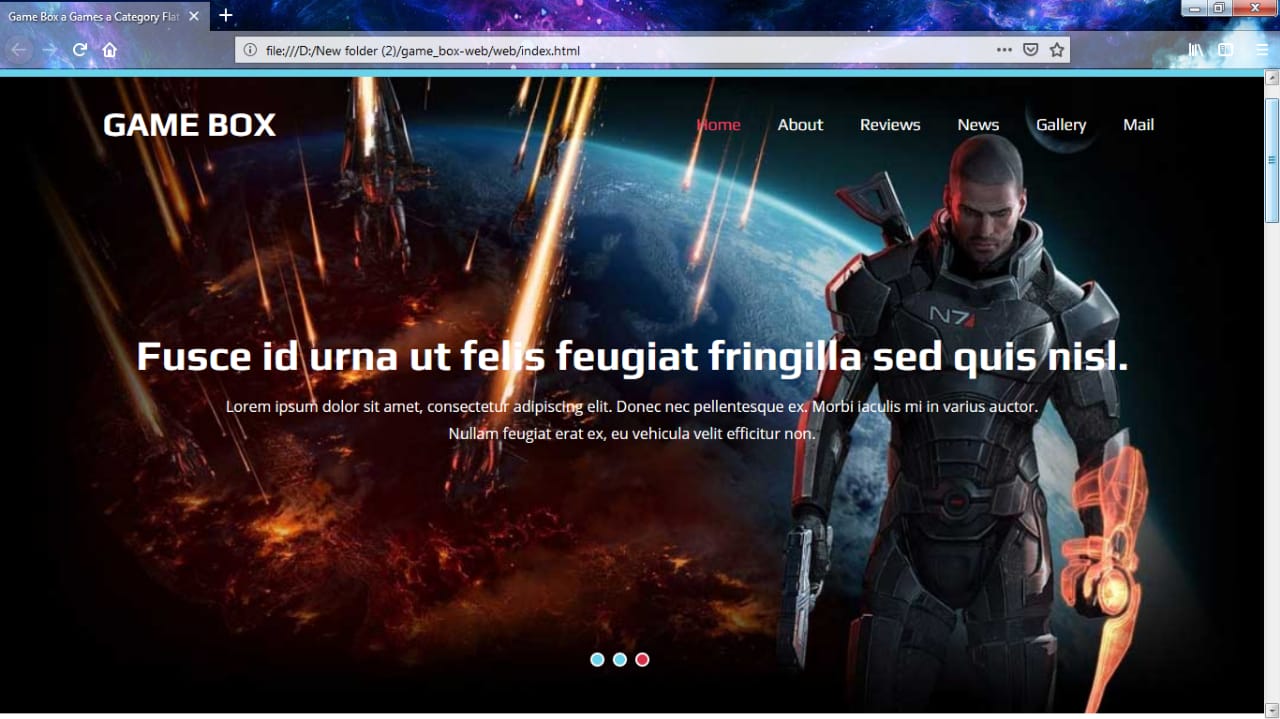 Game Box a Games a Category Flat
file:///D:/New folder (2)/game_box-web/web/index.html
GAME BOX
Home About Reviews News Gallery Mail
N7
Fusce id urna ut felis feugiat fringilla sed quis nisl.
Lorem ipsum dolor sit amet, consectetur adipiscing elit. Donec nec pellentesque ex. Morbi iaculis mi in varius auctor.
Nullam feugiat erat ex, eu vehicula velit efficitur non.